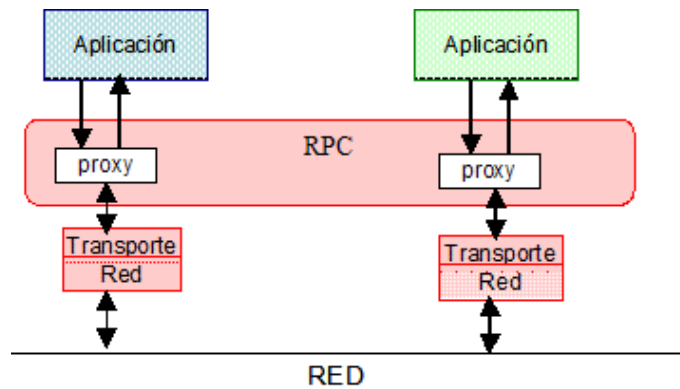 Aplicación
Aplicación
RPC
proxy
proxy
Transporte
Red
Transporte
Red
RED